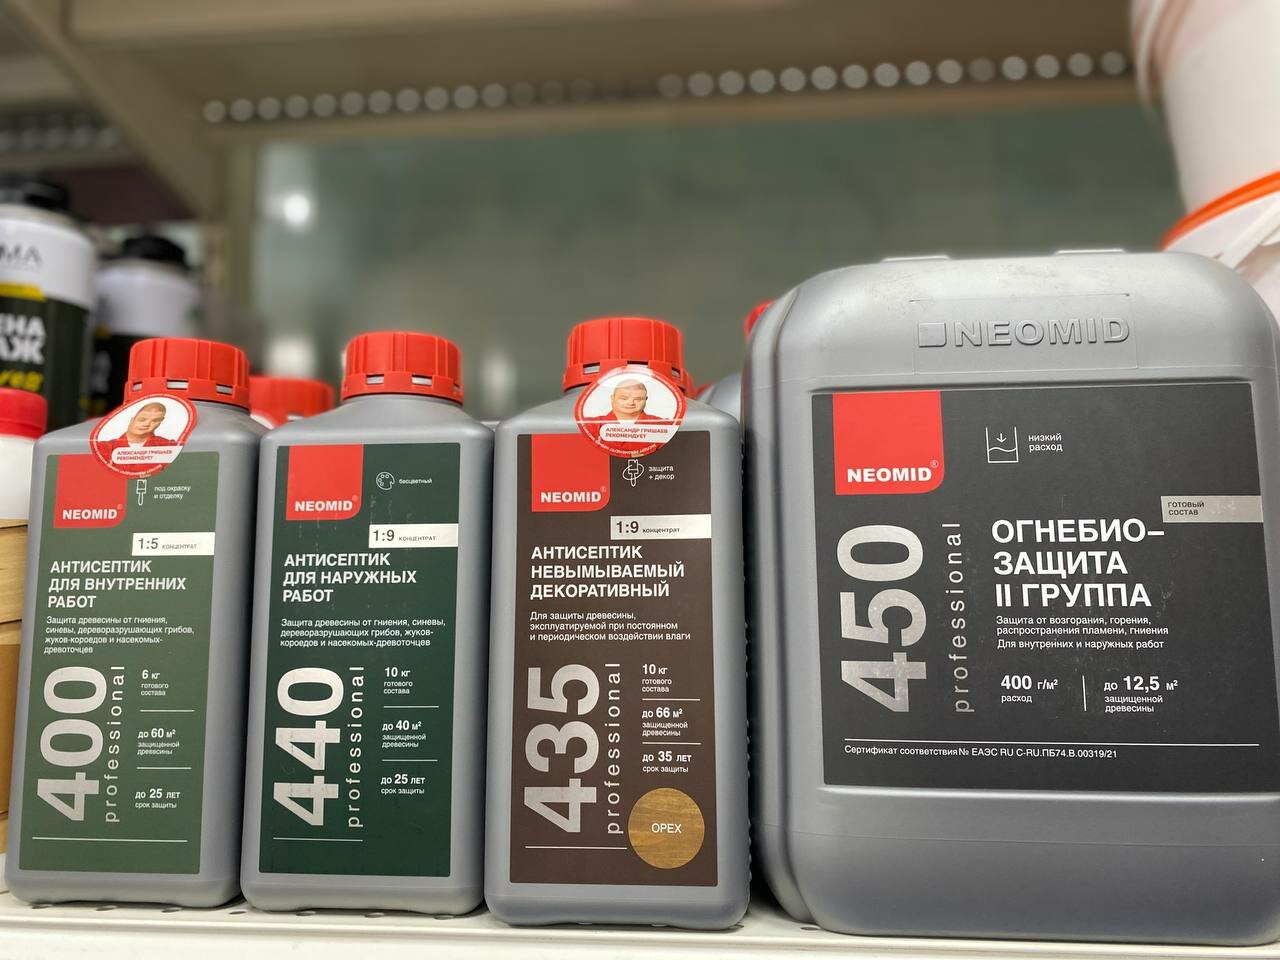 МА
ЕНА
АЖ
АЛЕКСАНДР ГРИШАЕВ
РЕКОМЕНДУЕТ
NEOMID®
под окраску
и отделку
1:5 концентрат
АНТИСЕПТИК
ДЛЯ ВНУТРЕННИХ
РАБОТ
Защита древесины от гниения,
синевы, дереворазрушающих грибов,
жуков-короедов и насекомых-
древоточцев
400
professional
6 кг
готового
состава
до 60 м²
защищенной
древесины
до 25 лет
срок защиты
NEOMID®
бесцветный
1:9 концентрат
АНТИСЕПТИК
ДЛЯ НАРУЖНЫХ
РАБОТ
Защита древесины от гниения, синевы,
дереворазрушающих грибов, жуков-
короедов и насекомых-древоточцев
440
professional
10 кг
готового
состава
до 40 м²
защищенной
древесины
до 25 лет
срок защиты
АЛЕКСАНДР ГРИШАЕВ
РЕКОМЕНДУЕТ
NEOMID®
защита
+ декор
1:9 концентрат
АНТИСЕПТИК
НЕВЫМЫВАЕМЫЙ
ДЕКОРАТИВНЫЙ
Для защиты древесины,
эксплуатируемой при постоянном
и периодическом воздействии влаги
435
professional
10 кг
готового
состава
до 66 м²
защищенной
древесины
до 35 лет
срок защиты
ОРЕХ
NEOMID
NEOMID®
низкий
расход
ГОТОВЫЙ
СОСТАВ
450
professional
ОГНЕБИО-
ЗАЩИТА
II ГРУППА
Защита от возгорания, горения,
распространения пламени, гниения
Для внутренних и наружных работ
400 г/м²
расход
до 12,5 м²
защищенной
древесины
Сертификат соответствия № ЕАЭС RU C-RU.ПБ74.В.00319/21